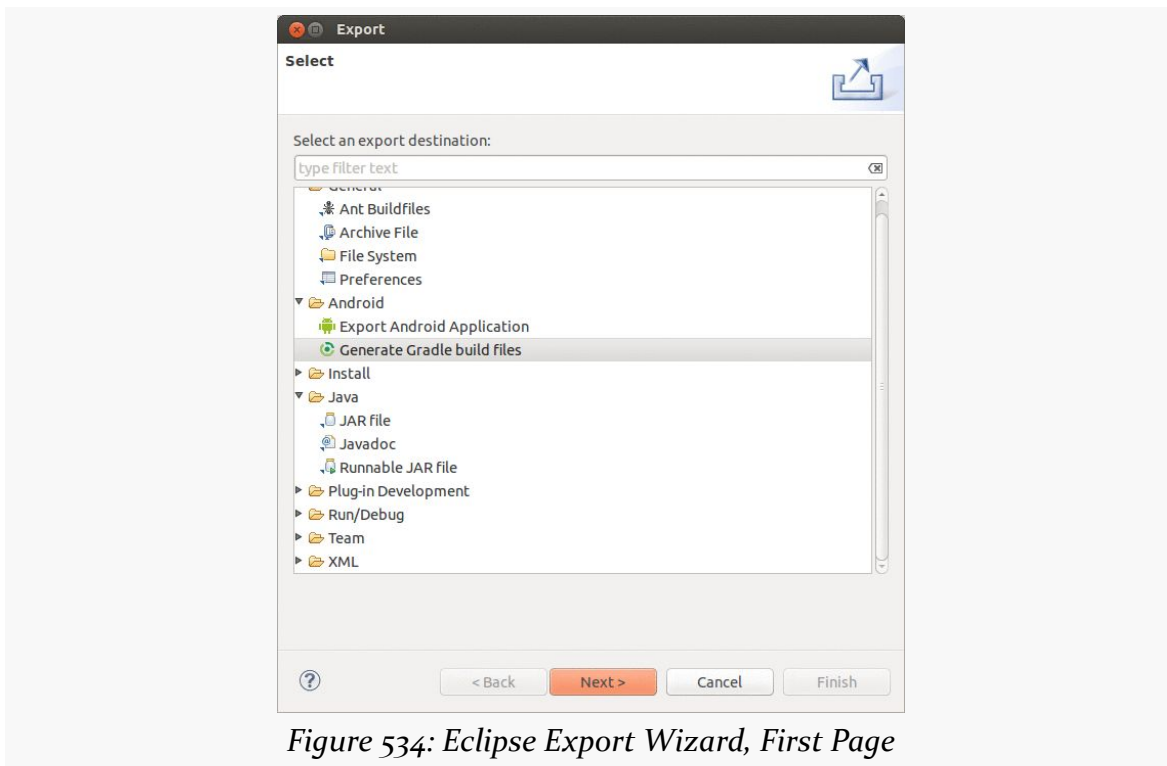 Export
Select
Select an export destination:
type filter text
General
Ant Buildfiles
Archive File
File System
Preferences
Android
Export Android Application
Generate Gradle build files
Install
Java
JAR file
Javadoc
Runnable JAR file
Plug-in Development
Run/Debug
Team
XML
< Back
Next >
Cancel
Finish
Figure 534: Eclipse Export Wizard, First Page